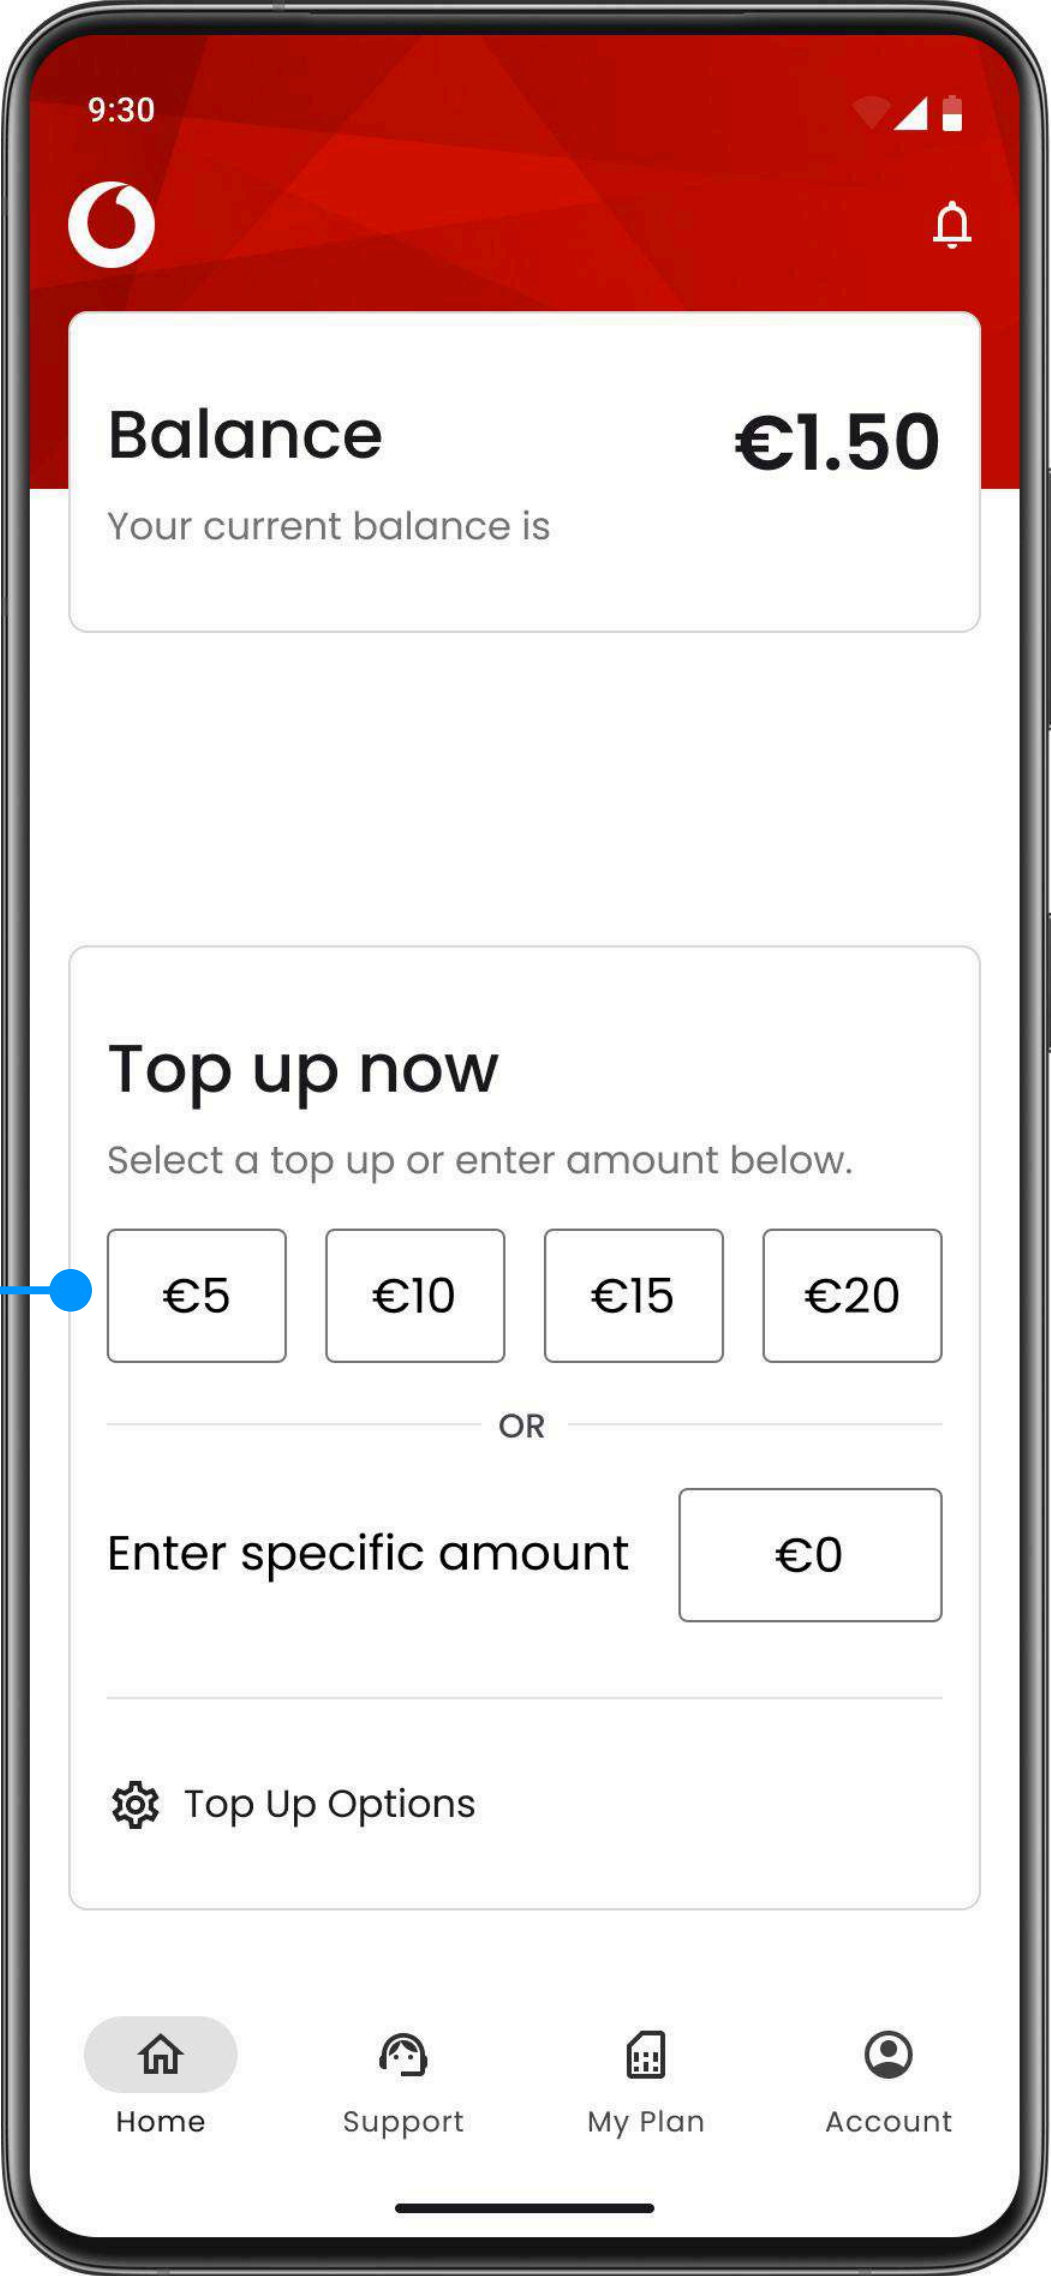 9:30
Balance
€1.50
Your current balance is
Top up now
Select a top up or enter amount below.
€5 €10 €15 €20
OR
Enter specific amount €0
Top Up Options
Home Support My Plan Account